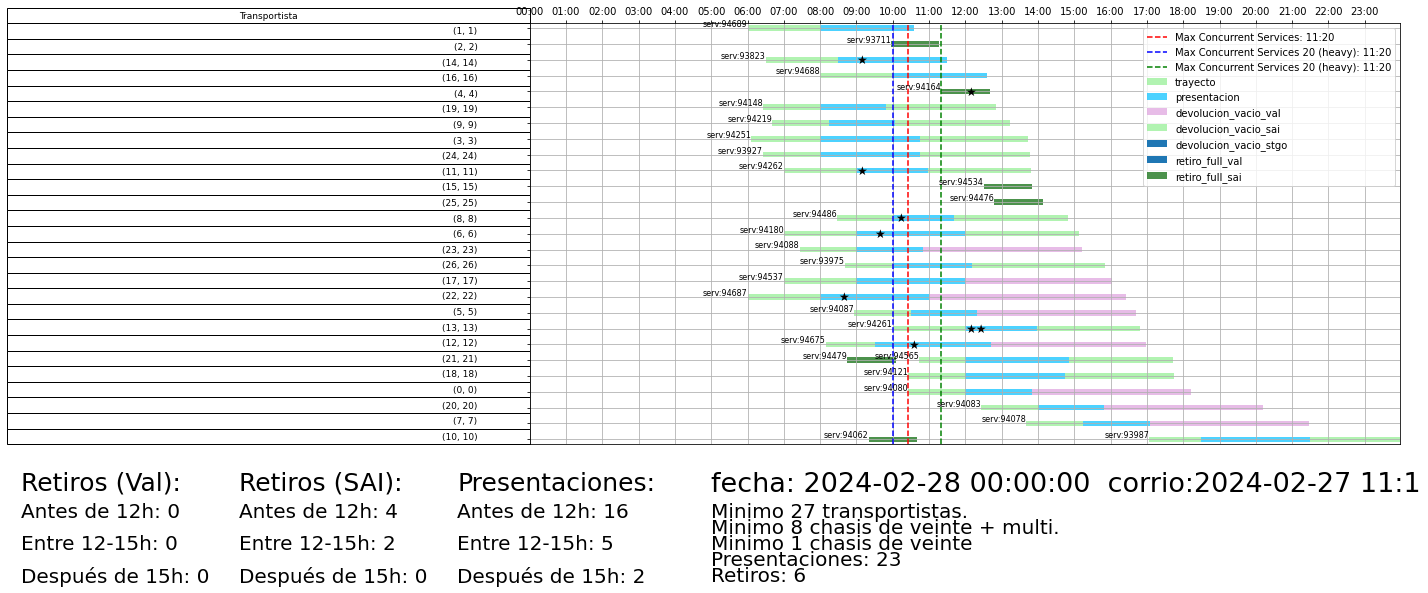 Transportista
00:00 01:00 02:00 03:00 04:00 05:00 06:00 07:00 08:00 09:00 10:00 11:00 12:00 13:00 14:00 15:00 16:00 17:00 18:00 19:00 20:00 21:00 22:00 23:00
(1, 1) serv:94689
(2, 2) serv:93711
(14, 14) serv:93823
(16, 16) serv:94688
(4, 4) serv:94164
(19, 19) serv:94148
(9, 9) serv:94219
(3, 3) serv:94251
(24, 24) serv:93927
(11, 11) serv:94262
(15, 15) serv:94534
(25, 25) serv:94476
(8, 8) serv:94486
(6, 6) serv:94180
(23, 23) serv:94088
(26, 26) serv:93975
(17, 17) serv:94537
(22, 22) serv:94687
(5, 5) serv:94087
(13, 13) serv:94261
(12, 12) serv:94675
(21, 21) serv:94479 serv:94565
(18, 18) serv:94121
(0, 0) serv:94080
(20, 20) serv:94083
(7, 7) serv:94078
(10, 10) serv:94062 serv:93987
Max Concurrent Services: 11:20
Max Concurrent Services 20 (heavy): 11:20
Max Concurrent Services 20 (heavy): 11:20
trayecto
presentacion
devolucion_vacio_val
devolucion_vacio_sai
devolucion_vacio_stgo
retiro_full_val
retiro_full_sai
Retiros (Val):
Antes de 12h: 0
Entre 12-15h: 0
Después de 15h: 0
Retiros (SAI):
Antes de 12h: 4
Entre 12-15h: 2
Después de 15h: 0
Presentaciones:
Antes de 12h: 16
Entre 12-15h: 5
Después de 15h: 2
fecha: 2024-02-28 00:00:00 corrio:2024-02-27 11:1
Minimo 27 transportistas.
Minimo 8 chasis de veinte + multi.
Minimo 1 chasis de veinte
Presentaciones: 23
Retiros: 6